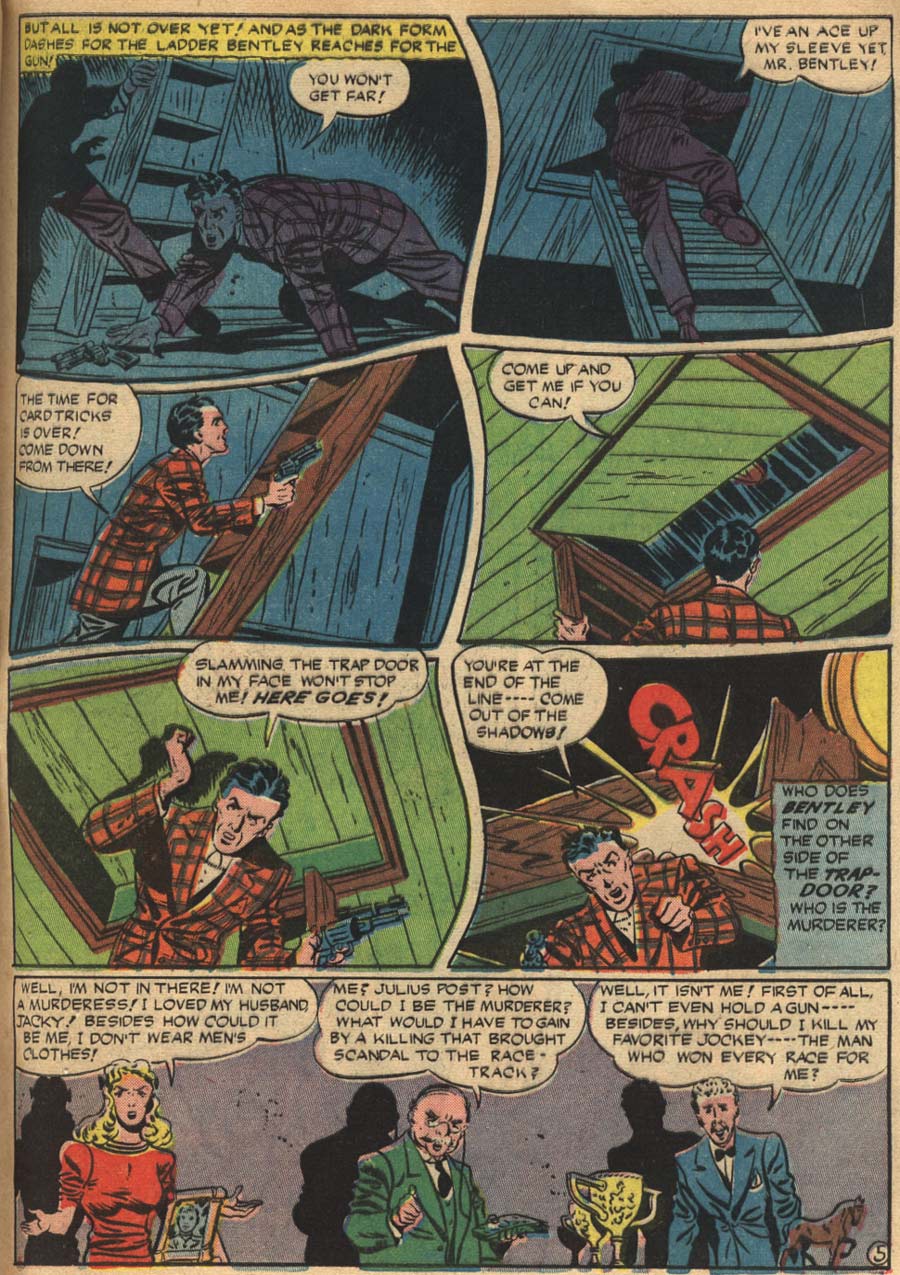 BUT ALL IS NOT OVER YET! AND AS THE DARK FORM
DASHES FOR THE LADDER BENTLEY REACHES FOR THE
GUN!
YOU WON'T
GET FAR!
I'VE AN ACE UP
MY SLEEVE YET,
MR. BENTLEY!
THE TIME FOR
CARD TRICKS
IS OVER!
COME DOWN
FROM THERE!
COME UP AND
GET ME IF YOU
CAN!
SLAMMING THE TRAP DOOR
IN MY FACE WON'T STOP
ME! HERE GOES!
YOU'RE AT THE
END OF THE
LINE---- COME
OUT OF THE
SHADOWS!
CRASH
WHO DOES
BENTLEY
FIND ON
THE OTHER
SIDE OF
THE TRAP-
DOOR?
WHO IS THE
MURDERER?
WELL, I'M NOT IN THERE! I'M NOT
A MURDERESS! I LOVED MY HUSBAND,
JACKY! BESIDES HOW COULD IT
BE ME, I DON'T WEAR MEN'S
CLOTHES!
ME? JULIUS POST? HOW
COULD I BE THE MURDERER?
WHAT WOULD I HAVE TO GAIN
BY A KILLING THAT BROUGHT
SCANDAL TO THE RACE-
TRACK?
WELL, IT ISN'T ME! FIRST OF ALL,
I CAN'T EVEN HOLD A GUN----
BESIDES, WHY SHOULD I KILL MY
FAVORITE JOCKEY----THE MAN
WHO WON EVERY RACE FOR
ME?
5